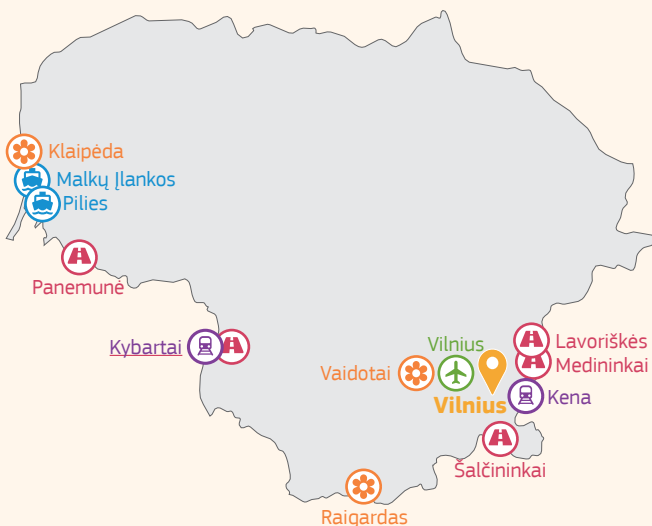 Klaipėda
Malkų Įlankos
Pilies
Panemunė
Kybartai
Vilnius
Lavoriškės
Medininkai
Vaidotai
Vilnius
Kena
Šalčininkai
Raigardas